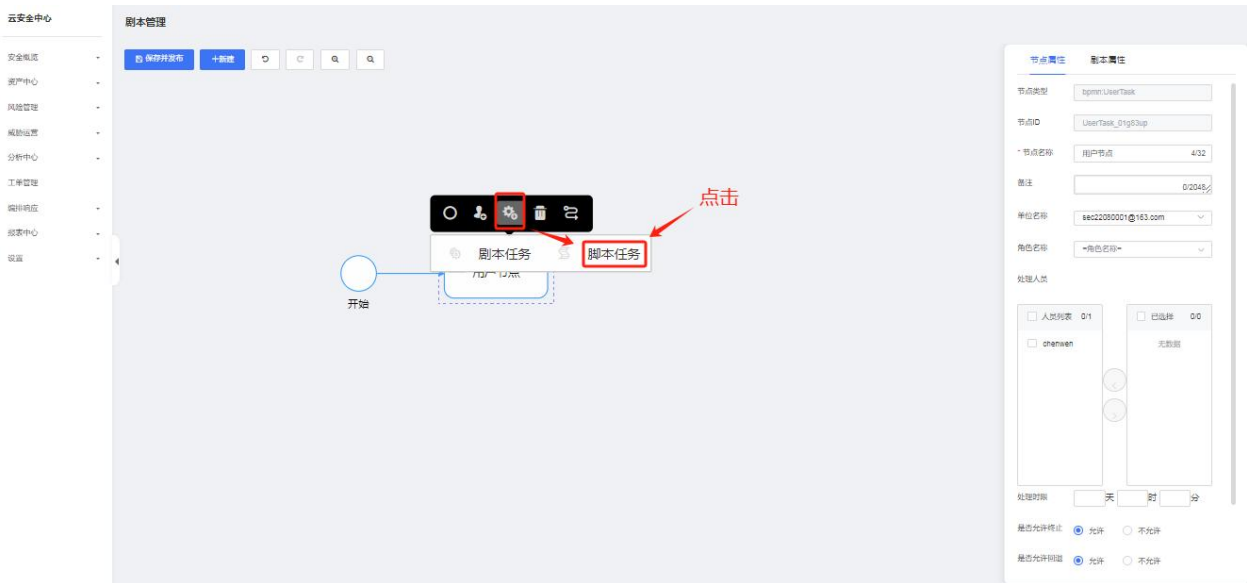 云安全中心
剧本管理
安全概览
资产中心
风险管理
威胁运营
分析中心
工单管理
编排响应
报表中心
设置
保存并发布
+新建
点击
剧本任务
脚本任务
用户节点
开始
节点属性 剧本属性
节点类型 bpmn:UserTask
节点ID UserTask_01g83up
* 节点名称 用户节点 4/32
备注 0/2048
单位名称 sec22080001@163.com
角色名称 =角色名称=
处理人员
人员列表 0/1 已选择 0/0
chenwen 无数据
处理时限 天 时 分
是否允许终止 允许 不允许
是否允许回退 允许 不允许